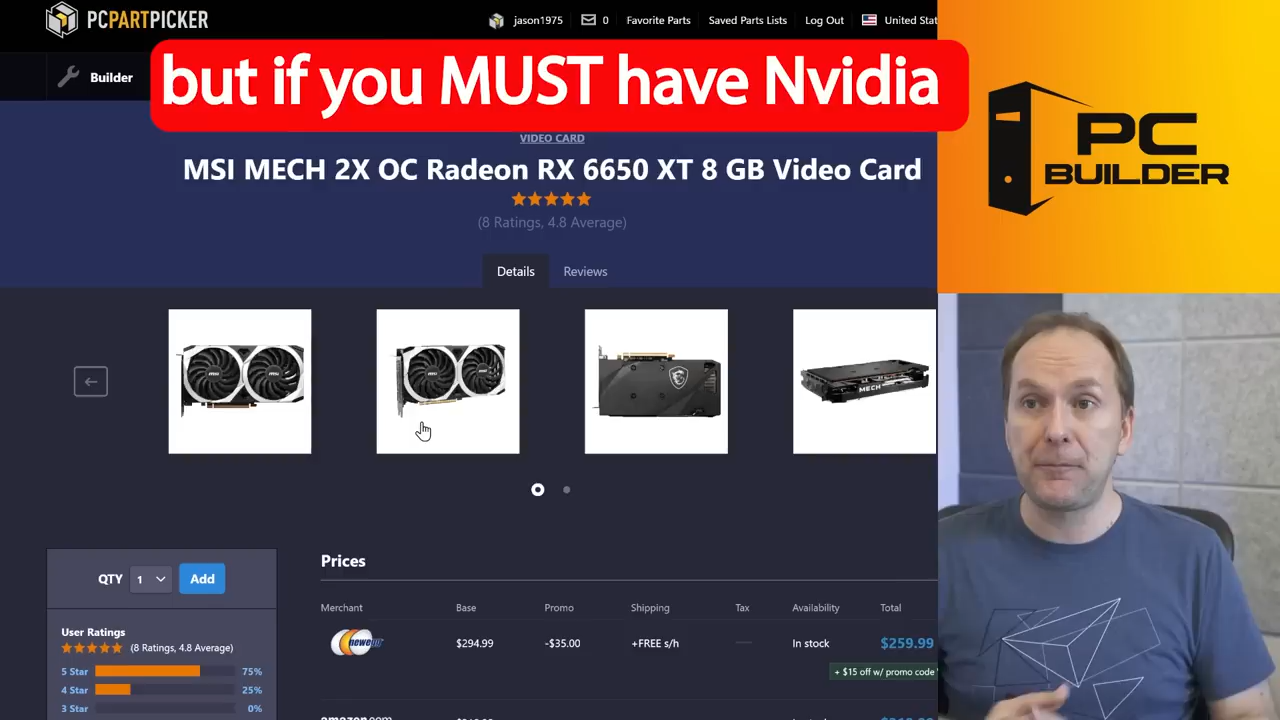 PCPARTPICKER
jason1975
0
Favorite Parts
Saved Parts Lists
Log Out
United Stat
Builder
but if you MUST have Nvidia
VIDEO CARD
MSI MECH 2X OC Radeon RX 6650 XT 8 GB Video Card
(8 Ratings, 4.8 Average)
Details
Reviews
MECH
QTY
1
Add
User Ratings
(8 Ratings, 4.8 Average)
5 Star
75%
4 Star
25%
3 Star
0%
Prices
Merchant
Base
Promo
Shipping
Tax
Availability
Total
newegg
$294.99
-$35.00
+FREE s/h
In stock
$259.99
+ $15 off w/ promo code
PC
BUILDER